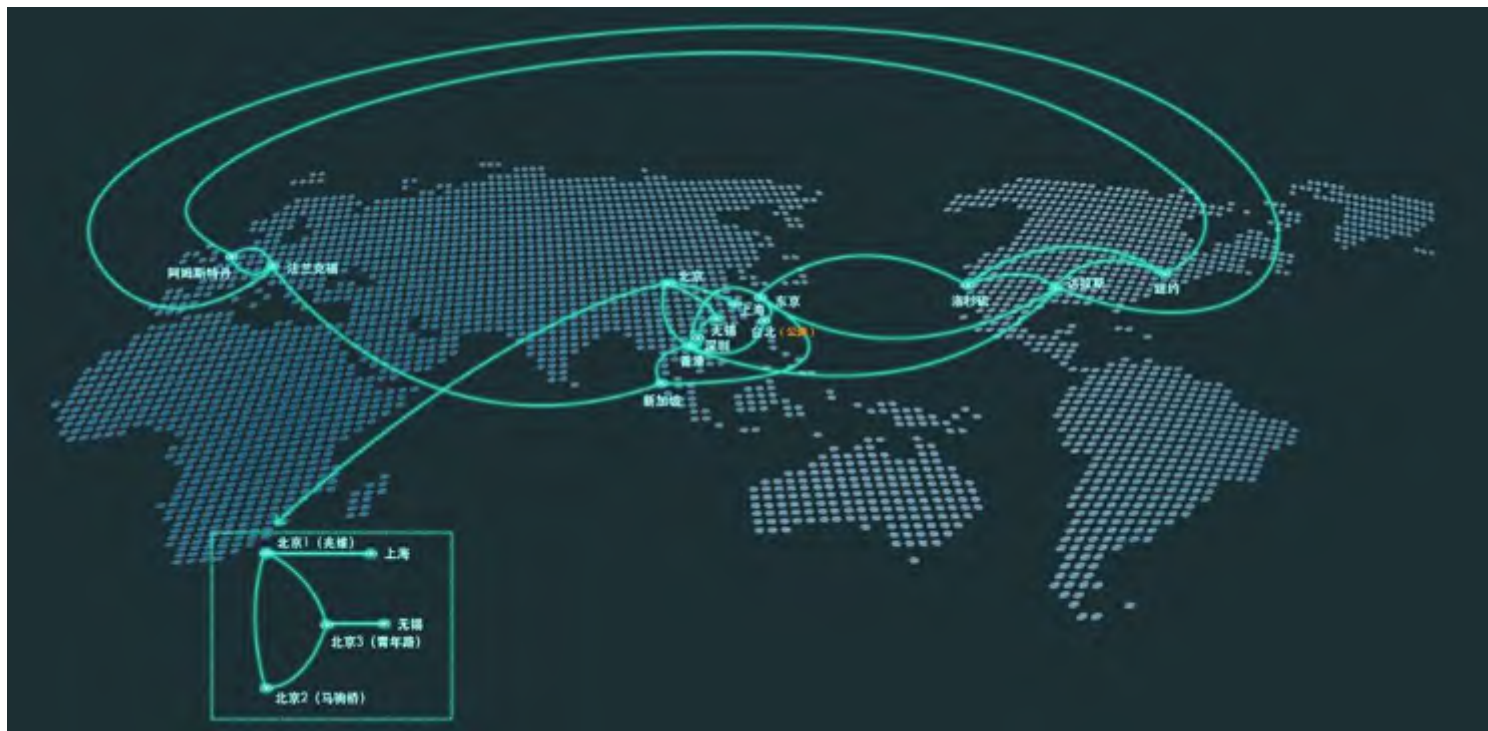 阿姆斯特丹
法兰克福
北京
上海
东京
无锡
台北
深圳
香港
新加坡
洛杉矶
达拉斯
纽约
北京1 (兆维)
上海
无锡
北京3 (青年路)
北京2 (马驹桥)